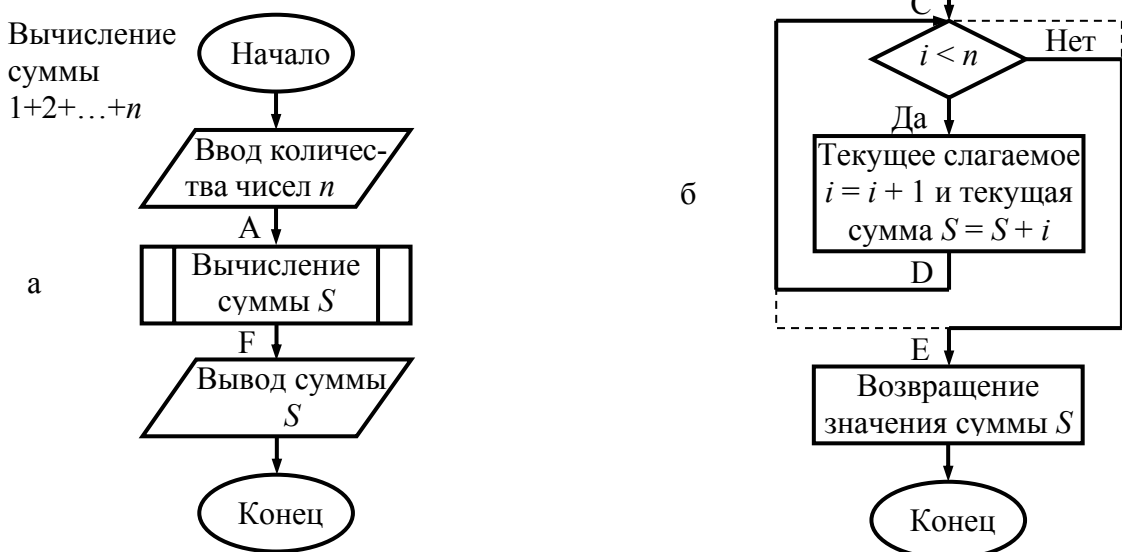 Вычисление
суммы
1+2+…+n
Начало
Ввод количес-
тва чисел n
A
Вычисление
суммы S
а
F
Вывод суммы
S
Конец
C
i < n
Нет
Да
Текущее слагаемое
i = i + 1 и текущая
сумма S = S + i
б
D
E
Возвращение
значения суммы S
Конец